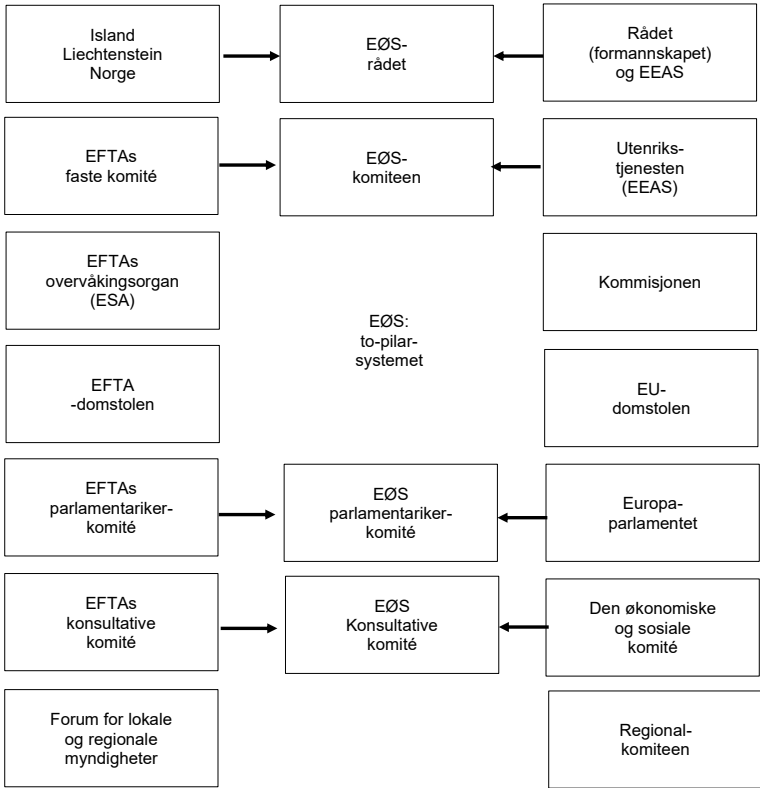 Island
Liechtenstein
Norge
EØS-
rådet
Rådet
(formannskapet)
og EEAS
EFTAs
faste komité
EØS-
komiteen
Utenriks-
tjenesten
(EEAS)
EFTAs
overvåkingsorgan
(ESA)
Kommisjonen
EØS:
to-pilar-
systemet
EFTA
-domstolen
EU-
domstolen
EFTAs
parlamentariker-
komité
EØS
parlamentariker-
komité
Europa-
parlamentet
EFTAs
konsultative
komité
EØS
Konsultative
komité
Den økonomiske
og sosiale
komité
Forum for lokale
og regionale
myndigheter
Regional-
komiteen